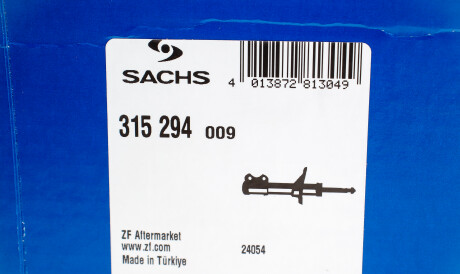 SACHS
4 013872 813049
315 294 009
ZF Aftermarket
www.zf.com
Made in Türkiye
24054